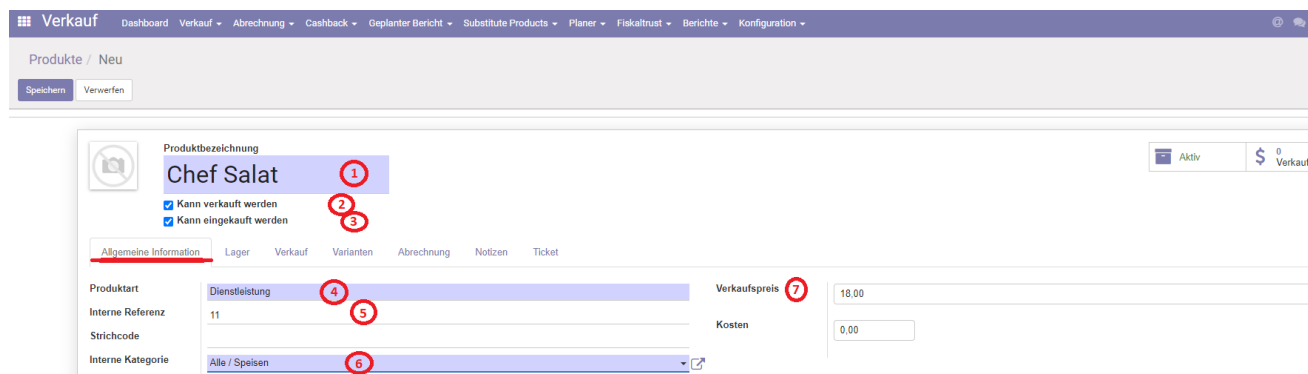 Verkauf Dashboard Verkauf Abrechnung Cashback Geplanter Bericht Substitute Products Planer Fiskaltrust Berichte Konfiguration @
Produkte / Neu
Speichern Verwerfen
Produktbezeichnung
Chef Salat 1
Aktiv $ 0 Verkauf
Kann verkauft werden 2
Kann eingekauft werden 3
Allgemeine Information Lager Verkauf Varianten Abrechnung Notizen Ticket
Produktart Dienstleistung 4
Verkaufspreis 7 18,00
Interne Referenz 11 5
Kosten 0,00
Strichcode
Interne Kategorie Alle / Speisen 6